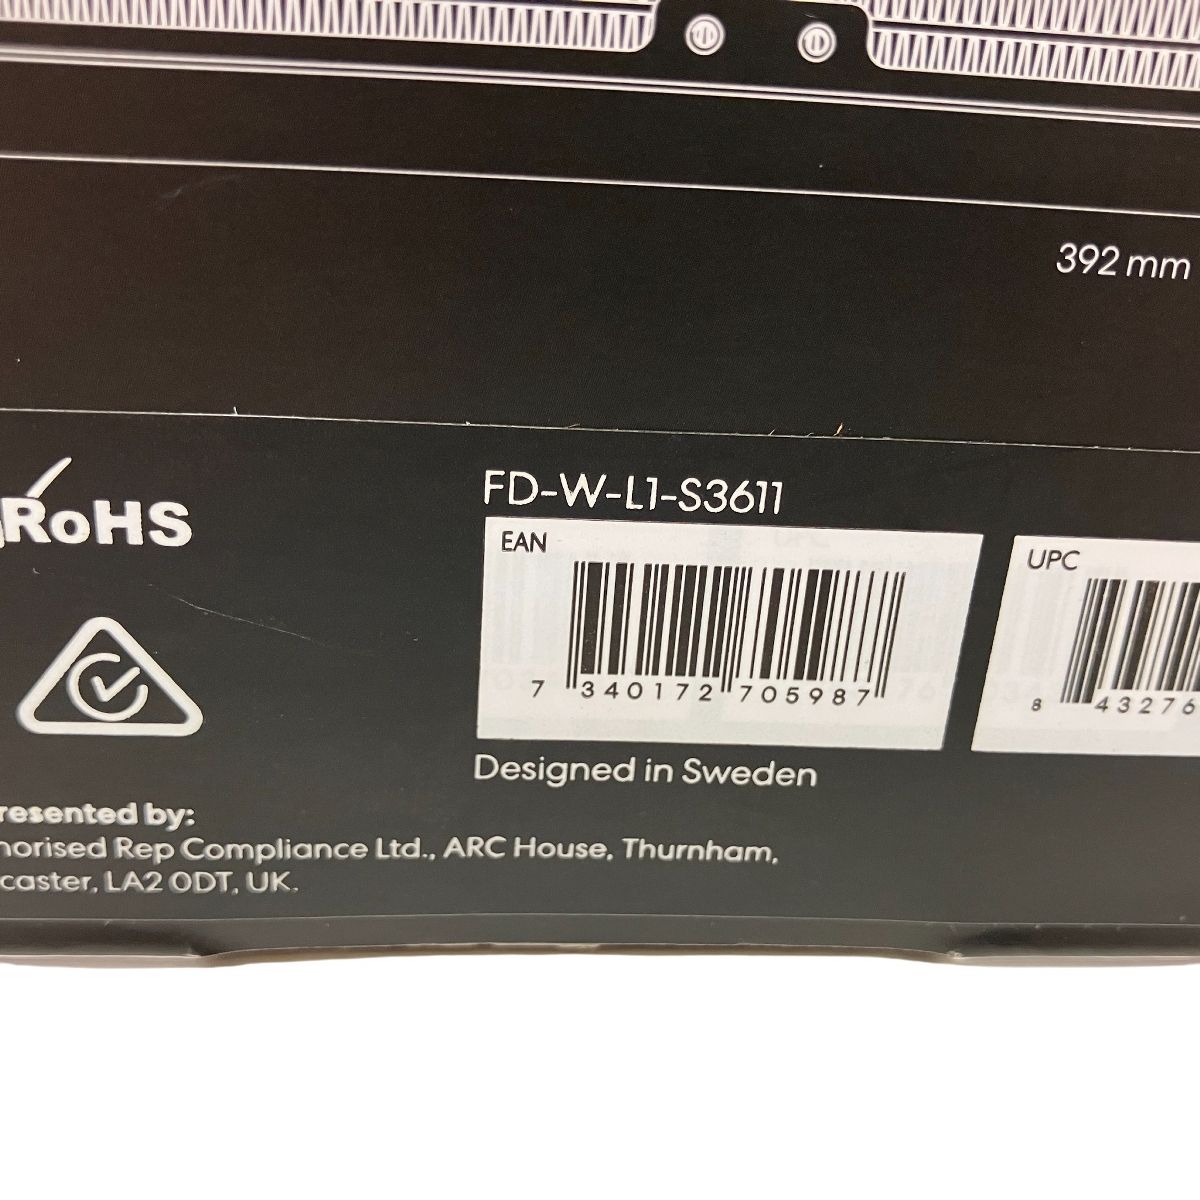 392 mm
RoHS
FD-W-L1-S3611
EAN
UPC
7 340172 705987
8 43276
Designed in Sweden
resented by:
horised Rep Compliance Ltd., ARC House, Thurnham,
caster, LA2 0DT, UK.